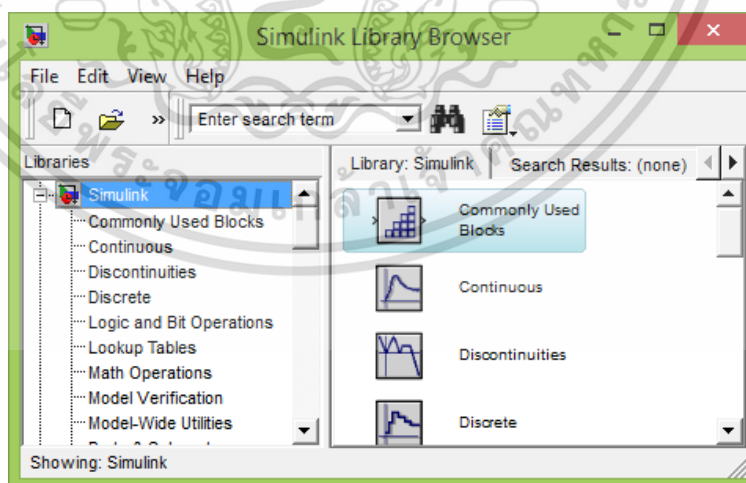 Simulink Library Browser
File Edit View Help
» Enter search term
Libraries
Library: Simulink Search Results: (none)
Simulink
Commonly Used Blocks
Continuous
Discontinuities
Discrete
Logic and Bit Operations
Lookup Tables
Math Operations
Model Verification
Model-Wide Utilities
Commonly Used
Blocks
Continuous
Discontinuities
Discrete
Showing: Simulink